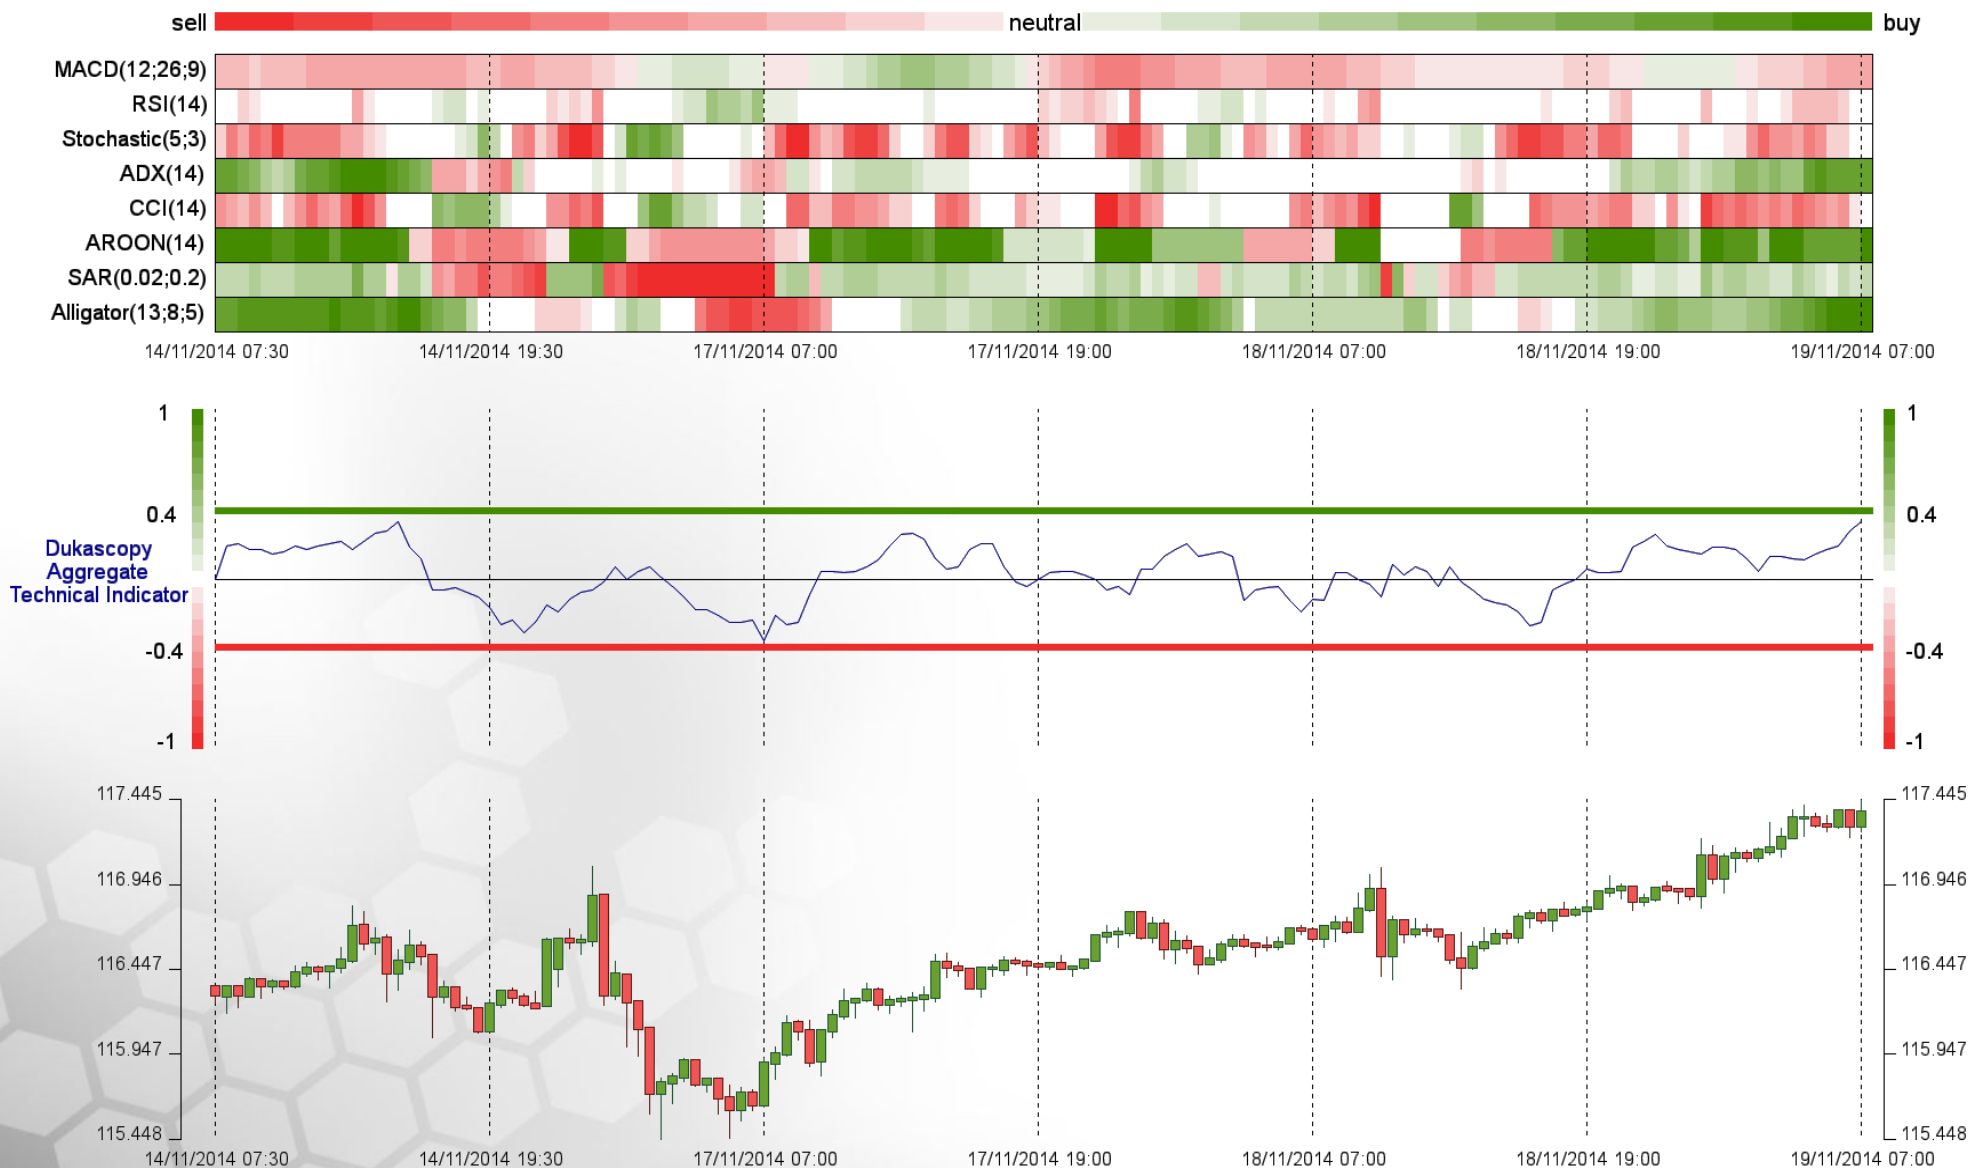 sell neutral buy
MACD(12;26;9)
RSI(14)
Stochastic(5;3)
ADX(14)
CCI(14)
AROON(14)
SAR(0.02;0.2)
Alligator(13;8;5)
14/11/2014 07:30 14/11/2014 19:30 17/11/2014 07:00 17/11/2014 19:00 18/11/2014 07:00 18/11/2014 19:00 19/11/2014 07:00
1 1
0.4 0.4
Dukascopy
Aggregate
Technical Indicator
-0.4 -0.4
-1 -1
117.445 117.445
116.946 116.946
116.447 116.447
115.947 115.947
115.448 115.448
14/11/2014 07:30 14/11/2014 19:30 17/11/2014 07:00 17/11/2014 19:00 18/11/2014 07:00 18/11/2014 19:00 19/11/2014 07:00